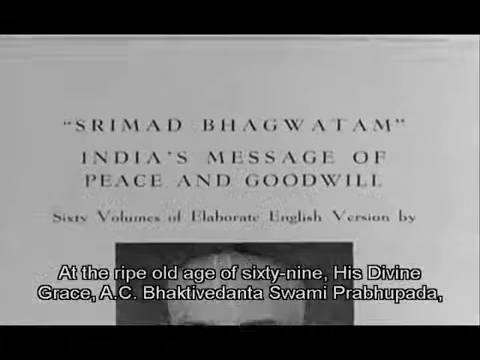 "SRIMAD BHAGWATAM"
INDIA'S MESSAGE OF
PEACE AND GOODWILL
Sixty Volumes of Elaborate English Version by
At the ripe old age of sixty-nine, His Divine
Grace, A.C. Bhaktivedanta Swami Prabhupada,